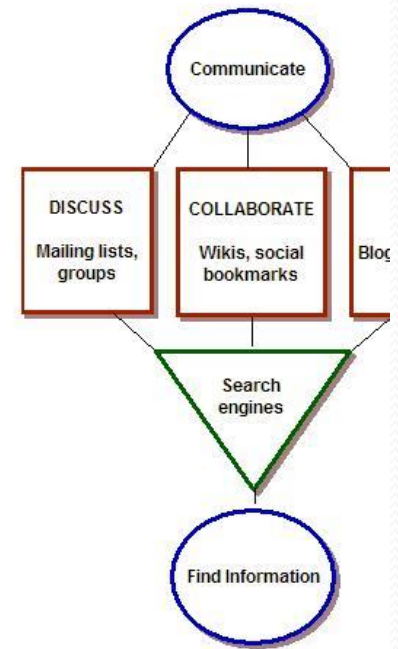 Communicate
DISCUSS
Mailing lists,
groups
COLLABORATE
Wikis, social
bookmarks
Search
engines
Find Information